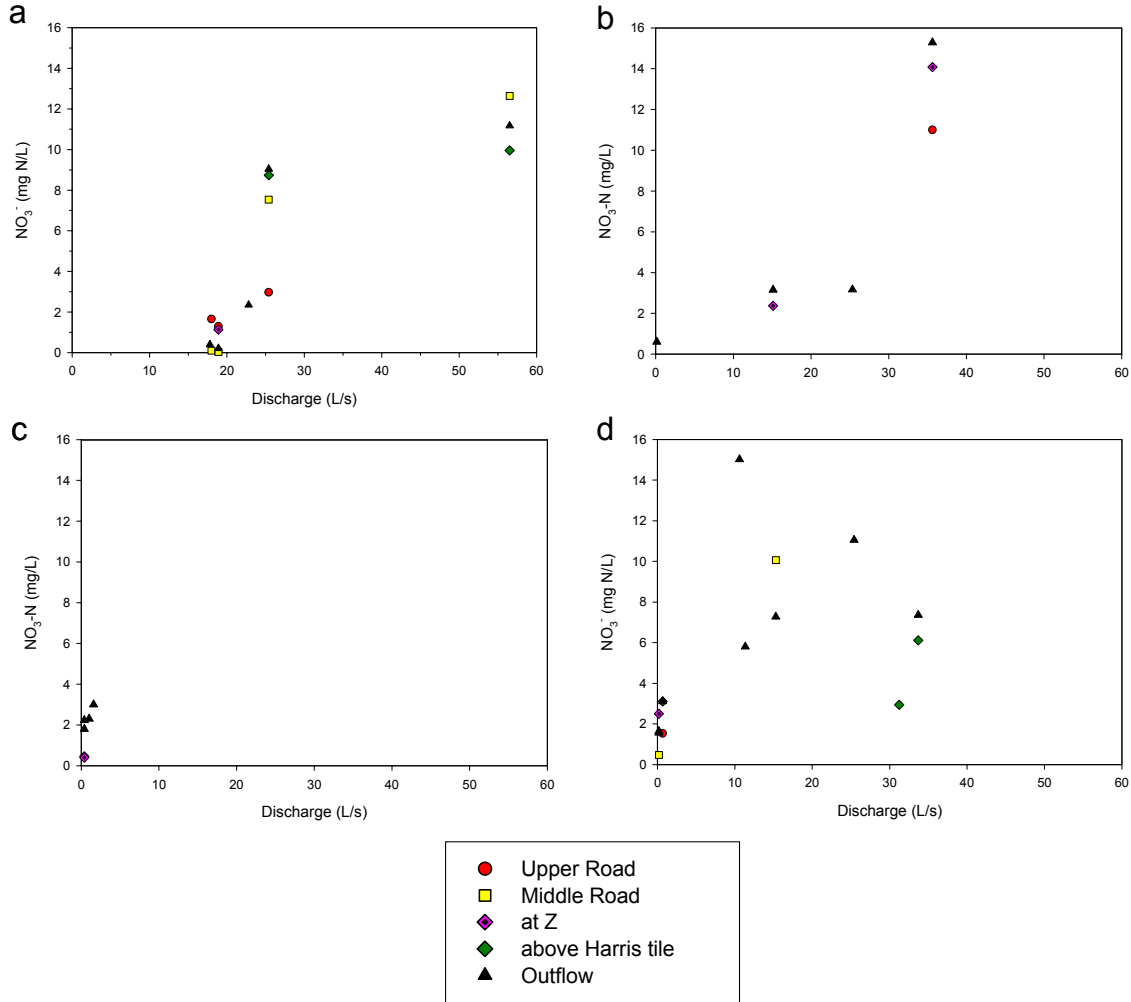 a
16
14
12
10
8
6
4
2
0
NO3- (mg N/L)
0 10 20 30 40 50 60
Discharge (L/s)
b
16
14
12
10
8
6
4
2
0
NO3-N (mg/L)
0 10 20 30 40 50 60
c
16
14
12
10
8
6
4
2
0
NO3-N (mg/L)
0 10 20 30 40 50 60
Discharge (L/s)
d
16
14
12
10
8
6
4
2
0
NO3- (mg N/L)
0 10 20 30 40 50 60
Discharge (L/s)
Upper Road
Middle Road
at Z
above Harris tile
Outflow